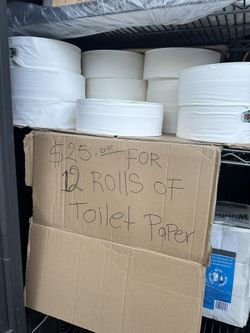 $25.00 FOR
12 ROLLS OF
Toilet Paper